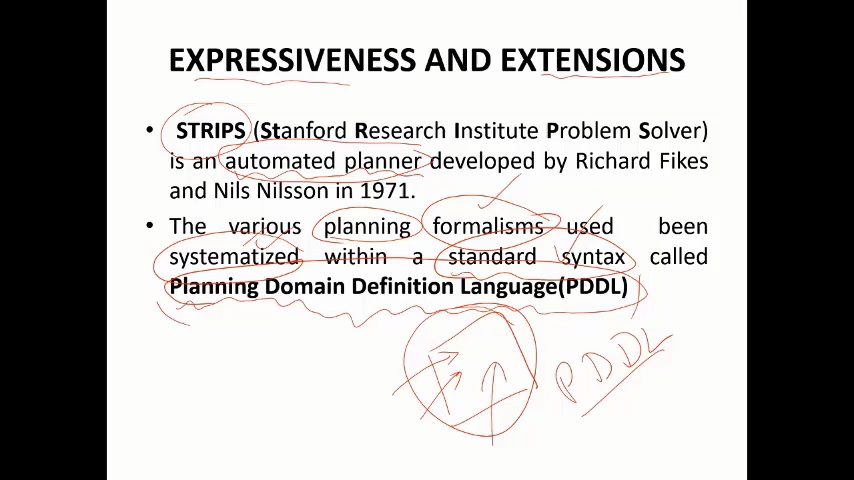 EXPRESSIVENESS AND EXTENSIONS
• STRIPS (Stanford Research Institute Problem Solver)
is an automated planner developed by Richard Fikes
and Nils Nilsson in 1971.
• The various planning formalisms used been
systematized within a standard syntax called
Planning Domain Definition Language(PDDL)
PDDL